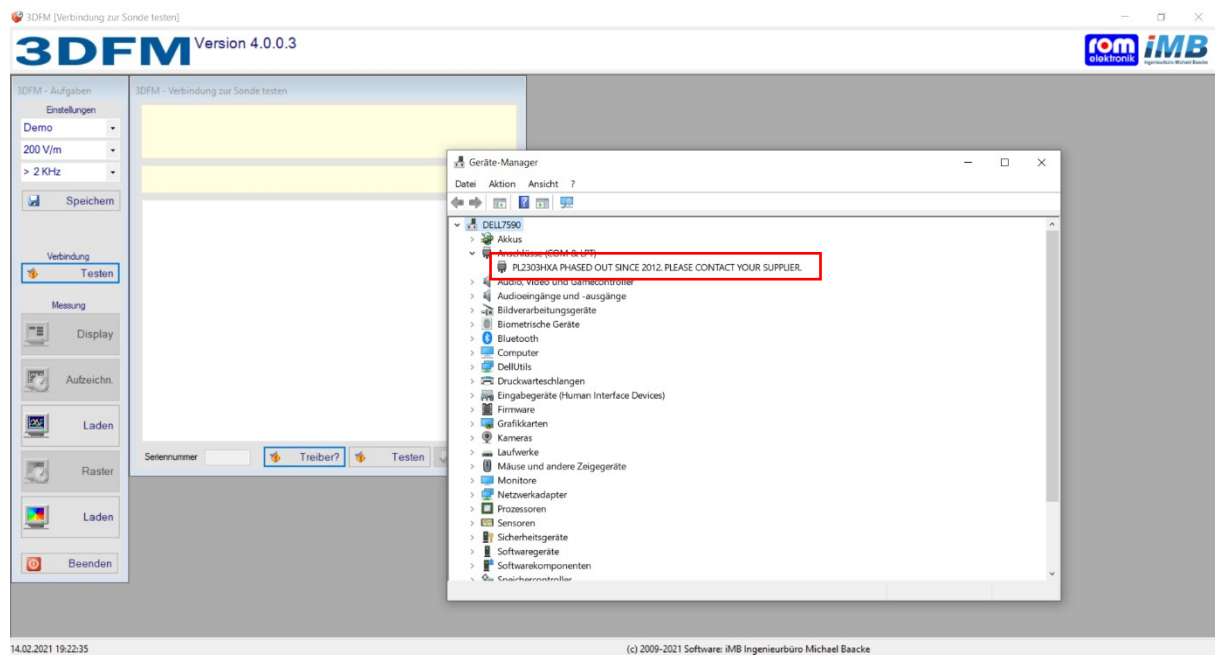 3DFM [Verbindung zur Sonde testen]
3DFM Version 4.0.0.3
rom
elektronik
iMB
Ingenieurbüro Michael Baacke
3DFM - Aufgaben
Einstellungen
Demo
200 V/m
> 2 KHz
Speichern
Verbindung
Testen
Messung
Display
Aufzeichn.
Laden
Raster
Laden
Beenden
3DFM - Verbindung zur Sonde testen
Seriennummer
Treiber?
Testen
Geräte-Manager
Datei Aktion Ansicht ?
DELL7590
Akkus
Anschlüsse (COM & LPT)
PL2303HXA PHASED OUT SINCE 2012. PLEASE CONTACT YOUR SUPPLIER.
Audio, Video und Gamecontroller
Audioeingänge und -ausgänge
Bildverarbeitungsgeräte
Biometrische Geräte
Bluetooth
Computer
DellUtils
Druckwarteschlangen
Eingabegeräte (Human Interface Devices)
Firmware
Grafikkarten
Kameras
Laufwerke
Mäuse und andere Zeigegeräte
Monitore
Netzwerkadapter
Prozessoren
Sensoren
Sicherheitsgeräte
Softwaregeräte
Softwarekomponenten
Speichercontroller
14.02.2021 19:22:35
(c) 2009-2021 Software: iMB Ingenieurbüro Michael Baacke